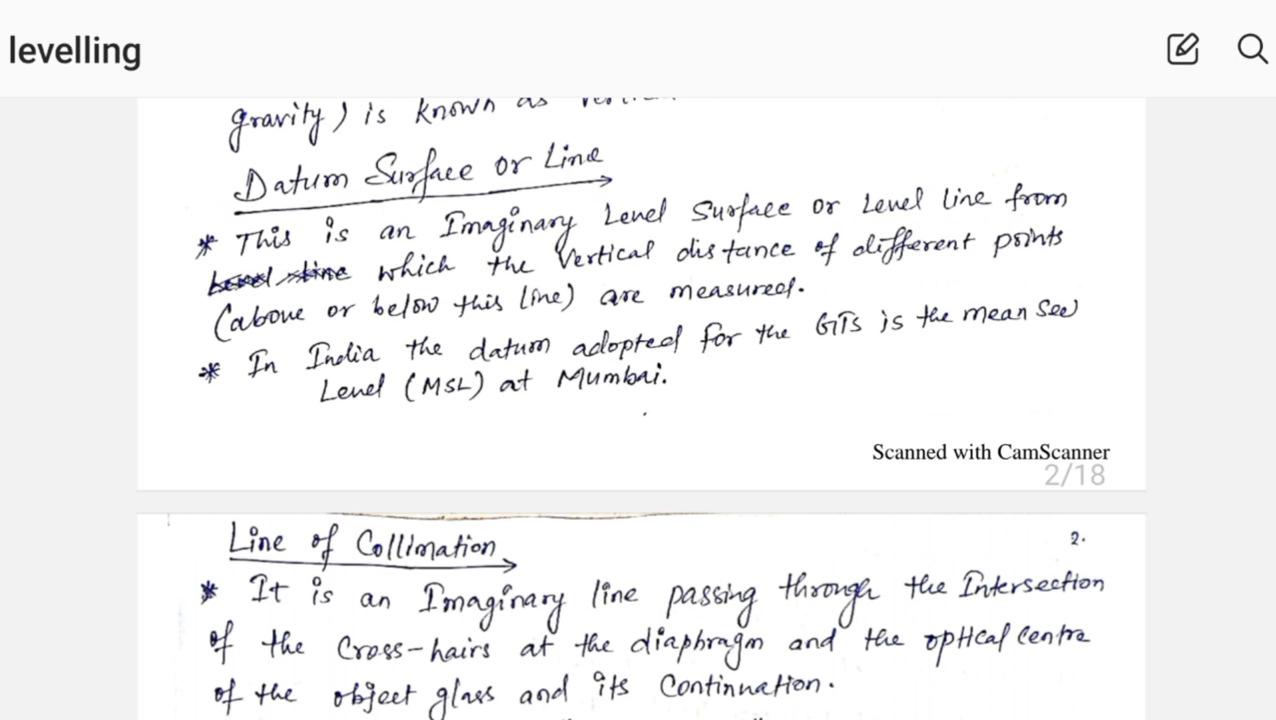 levelling
gravity) is known as
Datum Surface or Line
* This is an Imaginary Level Surface or Level line from
which the Vertical distance of different points
(above or below this line) are measured.
* In India the datum adopted for the GTS is the mean See
Level (MSL) at Mumbai.
Scanned with CamScanner
2/18
Line of Collimation
2.
* It is an Imaginary line passing through the Intersection
of the Cross-hairs at the diaphragm and the optical centre
of the object glass and its Continuation.